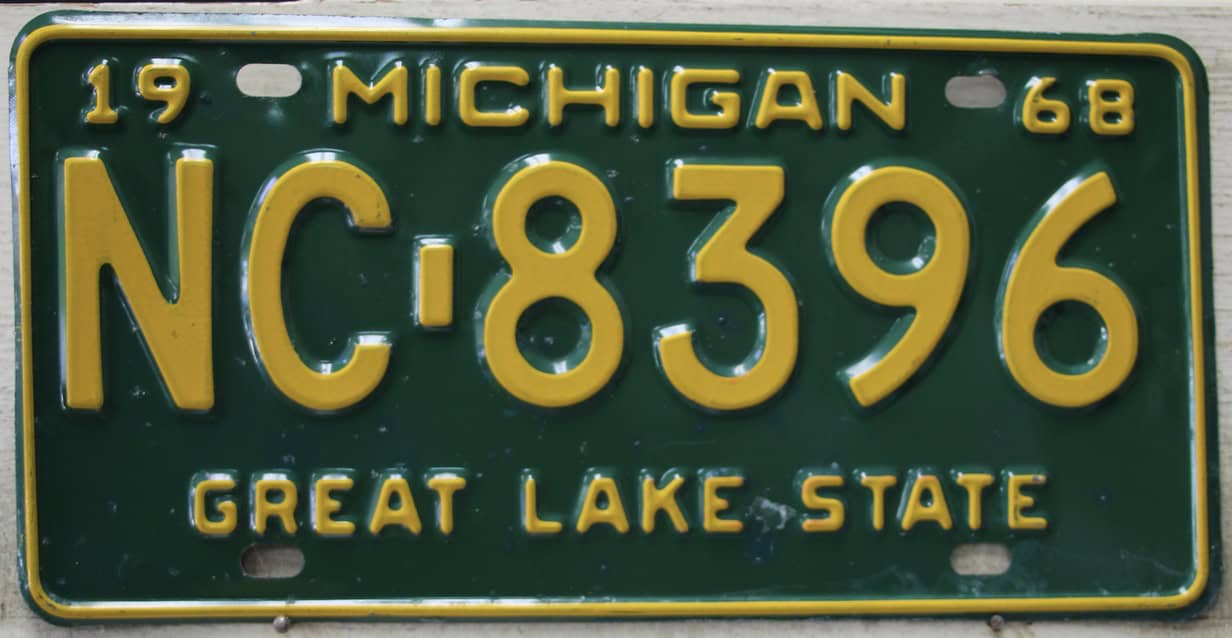 19 MICHIGAN 68
NC-8396
GREAT LAKE STATE